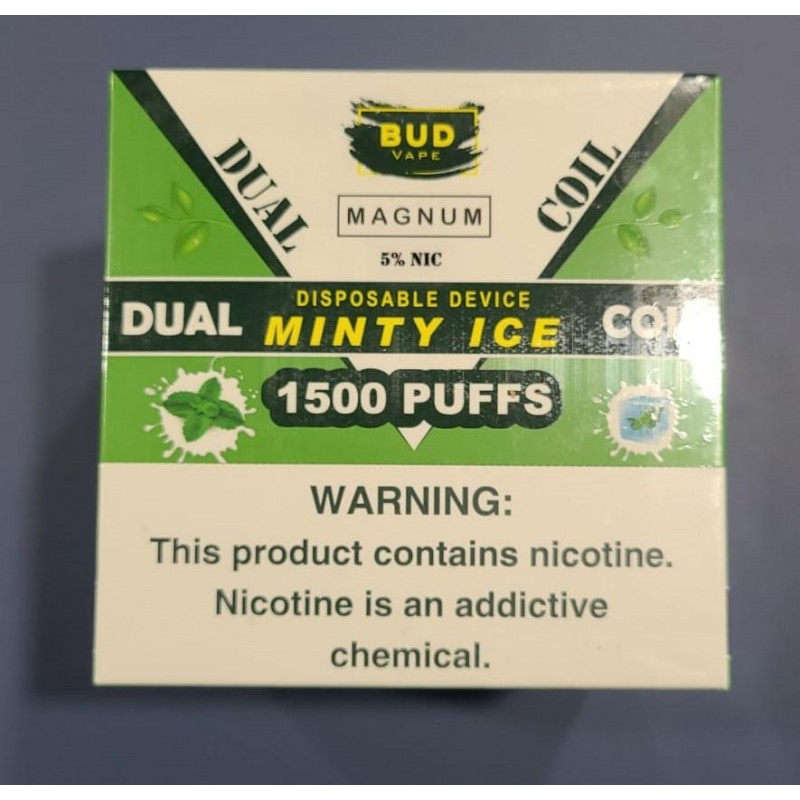 BUD
VAPE
DUAL
COIL
MAGNUM
5% NIC
DISPOSABLE DEVICE
DUAL MINTY ICE
1500 PUFFS
WARNING:
This product contains nicotine.
Nicotine is an addictive
chemical.